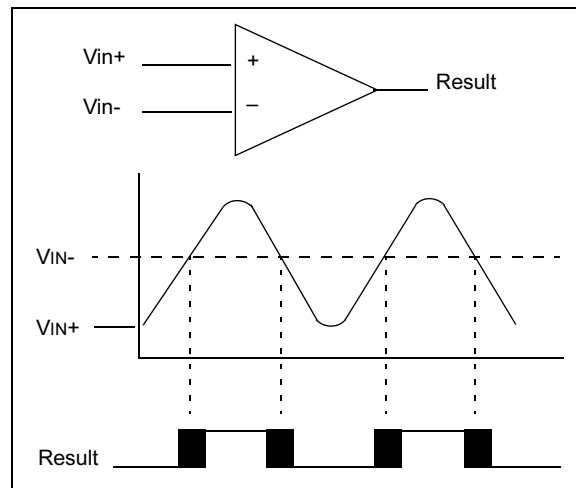 Vin+
+
Result
Vin-
–
VIN-
VIN+
Result